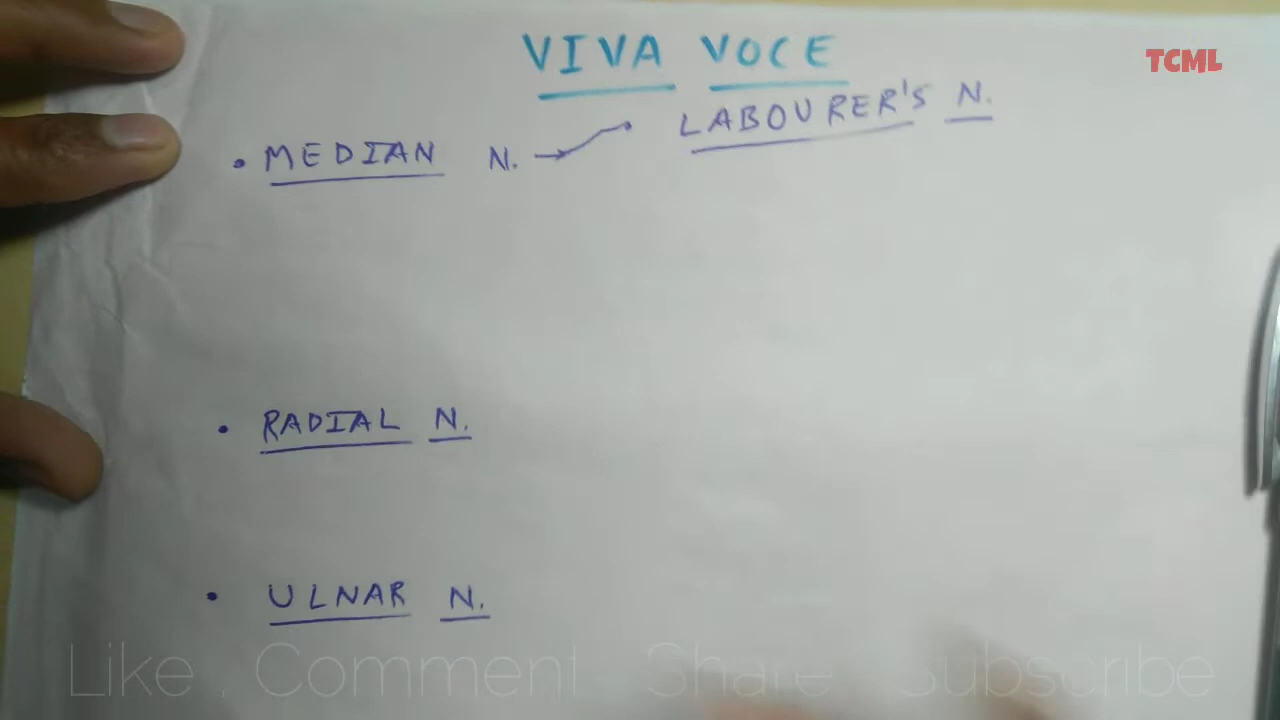 VIVA VOCE
TCML
• MEDIAN N. → LABOURER'S N.
• RADIAL N.
• ULNAR N.
Like , Comment Share Subscribe